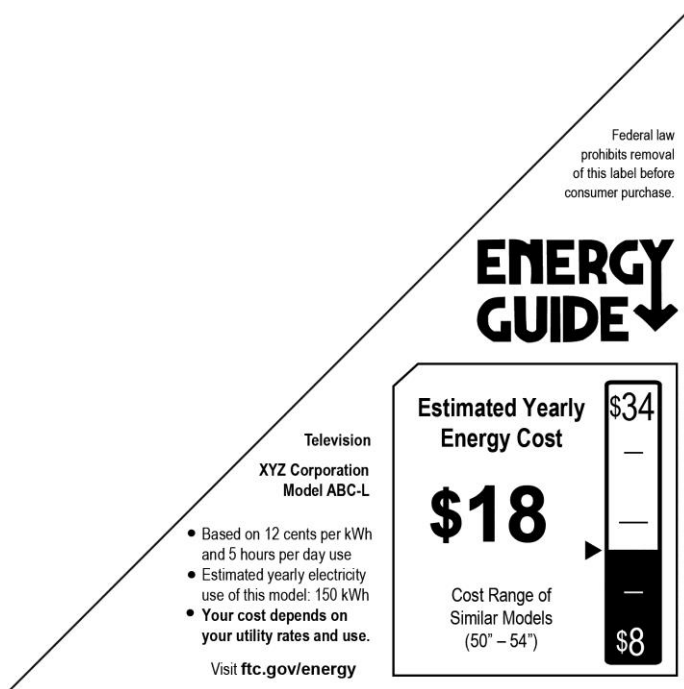 Federal law
prohibits removal
of this label before
consumer purchase.
ENERGY
GUIDE
Television
XYZ Corporation
Model ABC-L
• Based on 12 cents per kWh
and 5 hours per day use
• Estimated yearly electricity
use of this model: 150 kWh
• Your cost depends on
your utility rates and use.
Visit ftc.gov/energy
Estimated Yearly
Energy Cost
$18
Cost Range of
Similar Models
(50” – 54”)
$34
$8